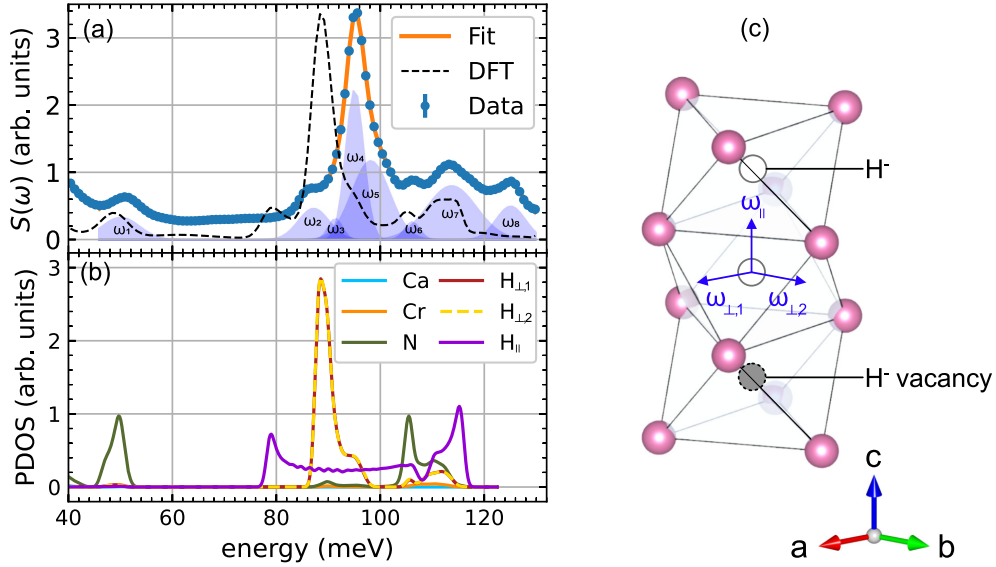 (a)
S(ω) (arb. units)
3
2
1
0
Fit
DFT
Data
ω₁
ω₂
ω₃
ω₄
ω₅
ω₆
ω₇
ω₈
(b)
PDOS (arb. units)
3
2
1
0
Ca
Cr
N
H⊥,1
H⊥,2
H∥
40
60
80
100
120
energy (meV)
(c)
H⁻
ω∥
ω⊥,1
ω⊥,2
H⁻ vacancy
c
a
b